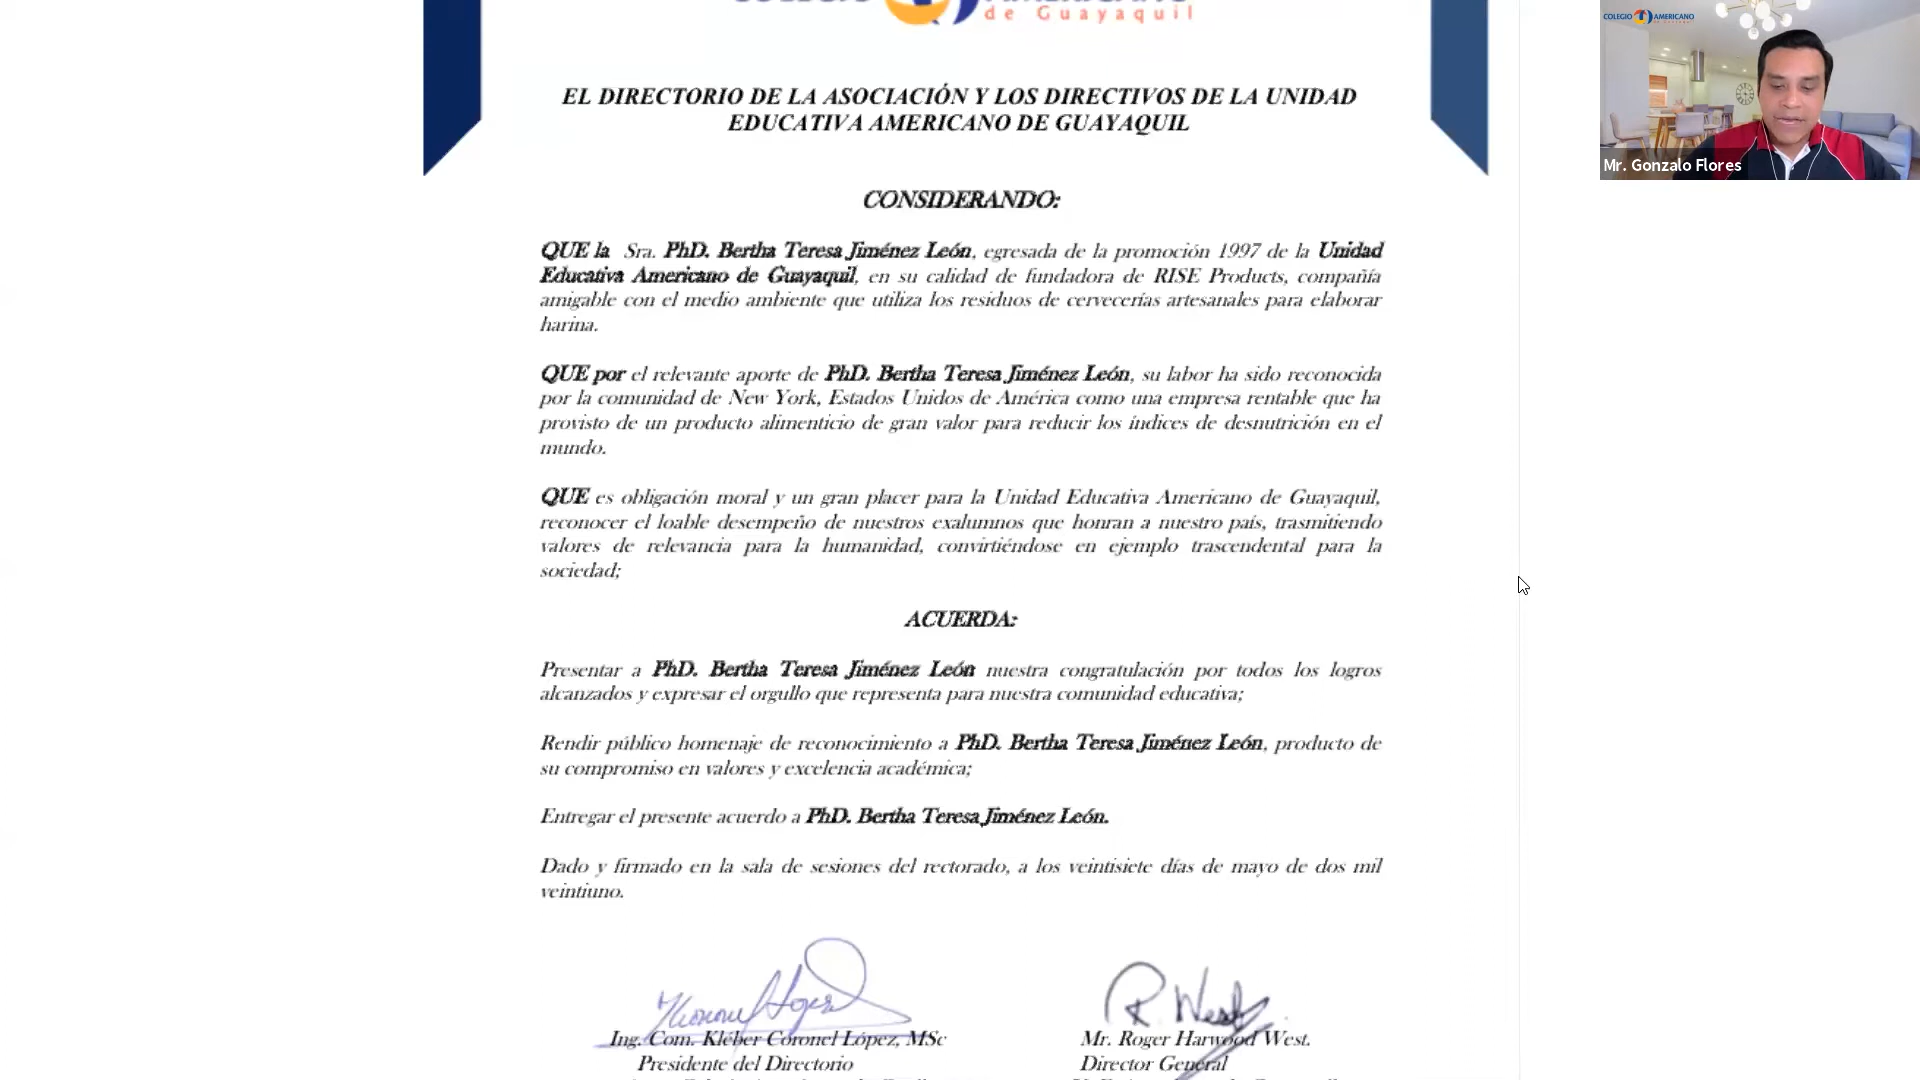 de Guayaquil
COLEGIO AMERICANO
EL DIRECTORIO DE LA ASOCIACIÓN Y LOS DIRECTIVOS DE LA UNIDAD
EDUCATIVA AMERICANO DE GUAYAQUIL
Mr. Gonzalo Flores
CONSIDERANDO:
QUE la Sra. PhD. Bertha Teresa Jiménez León, egresada de la promoción 1997 de la Unidad
Educativa Americano de Guayaquil, en su calidad de fundadora de RISE Products, compañía
amigable con el medio ambiente que utiliza los residuos de cervecerías artesanales para elaborar
harina.
QUE por el relevante aporte de PhD. Bertha Teresa Jiménez León, su labor ha sido reconocida
por la comunidad de New York, Estados Unidos de América como una empresa rentable que ha
provisto de un producto alimenticio de gran valor para reducir los índices de desnutrición en el
mundo.
QUE es obligación moral y un gran placer para la Unidad Educativa Americano de Guayaquil,
reconocer el loable desempeño de nuestros exalumnos que honran a nuestro país, trasmitiendo
valores de relevancia para la humanidad, convirtiéndose en ejemplo trascendental para la
sociedad;
ACUERDA:
Presentar a PhD. Bertha Teresa Jiménez León nuestra congratulación por todos los logros
alcanzados y expresar el orgullo que representa para nuestra comunidad educativa;
Rendir público homenaje de reconocimiento a PhD. Bertha Teresa Jiménez León, producto de
su compromiso en valores y excelencia académica;
Entregar el presente acuerdo a PhD. Bertha Teresa Jiménez León.
Dado y firmado en la sala de sesiones del rectorado, a los veintisiete días de mayo de dos mil
veintiuno.
R. West
Ing. Com. Kléber Coronel López, MSc
Presidente del Directorio
Mr. Roger Harwood West.
Director General